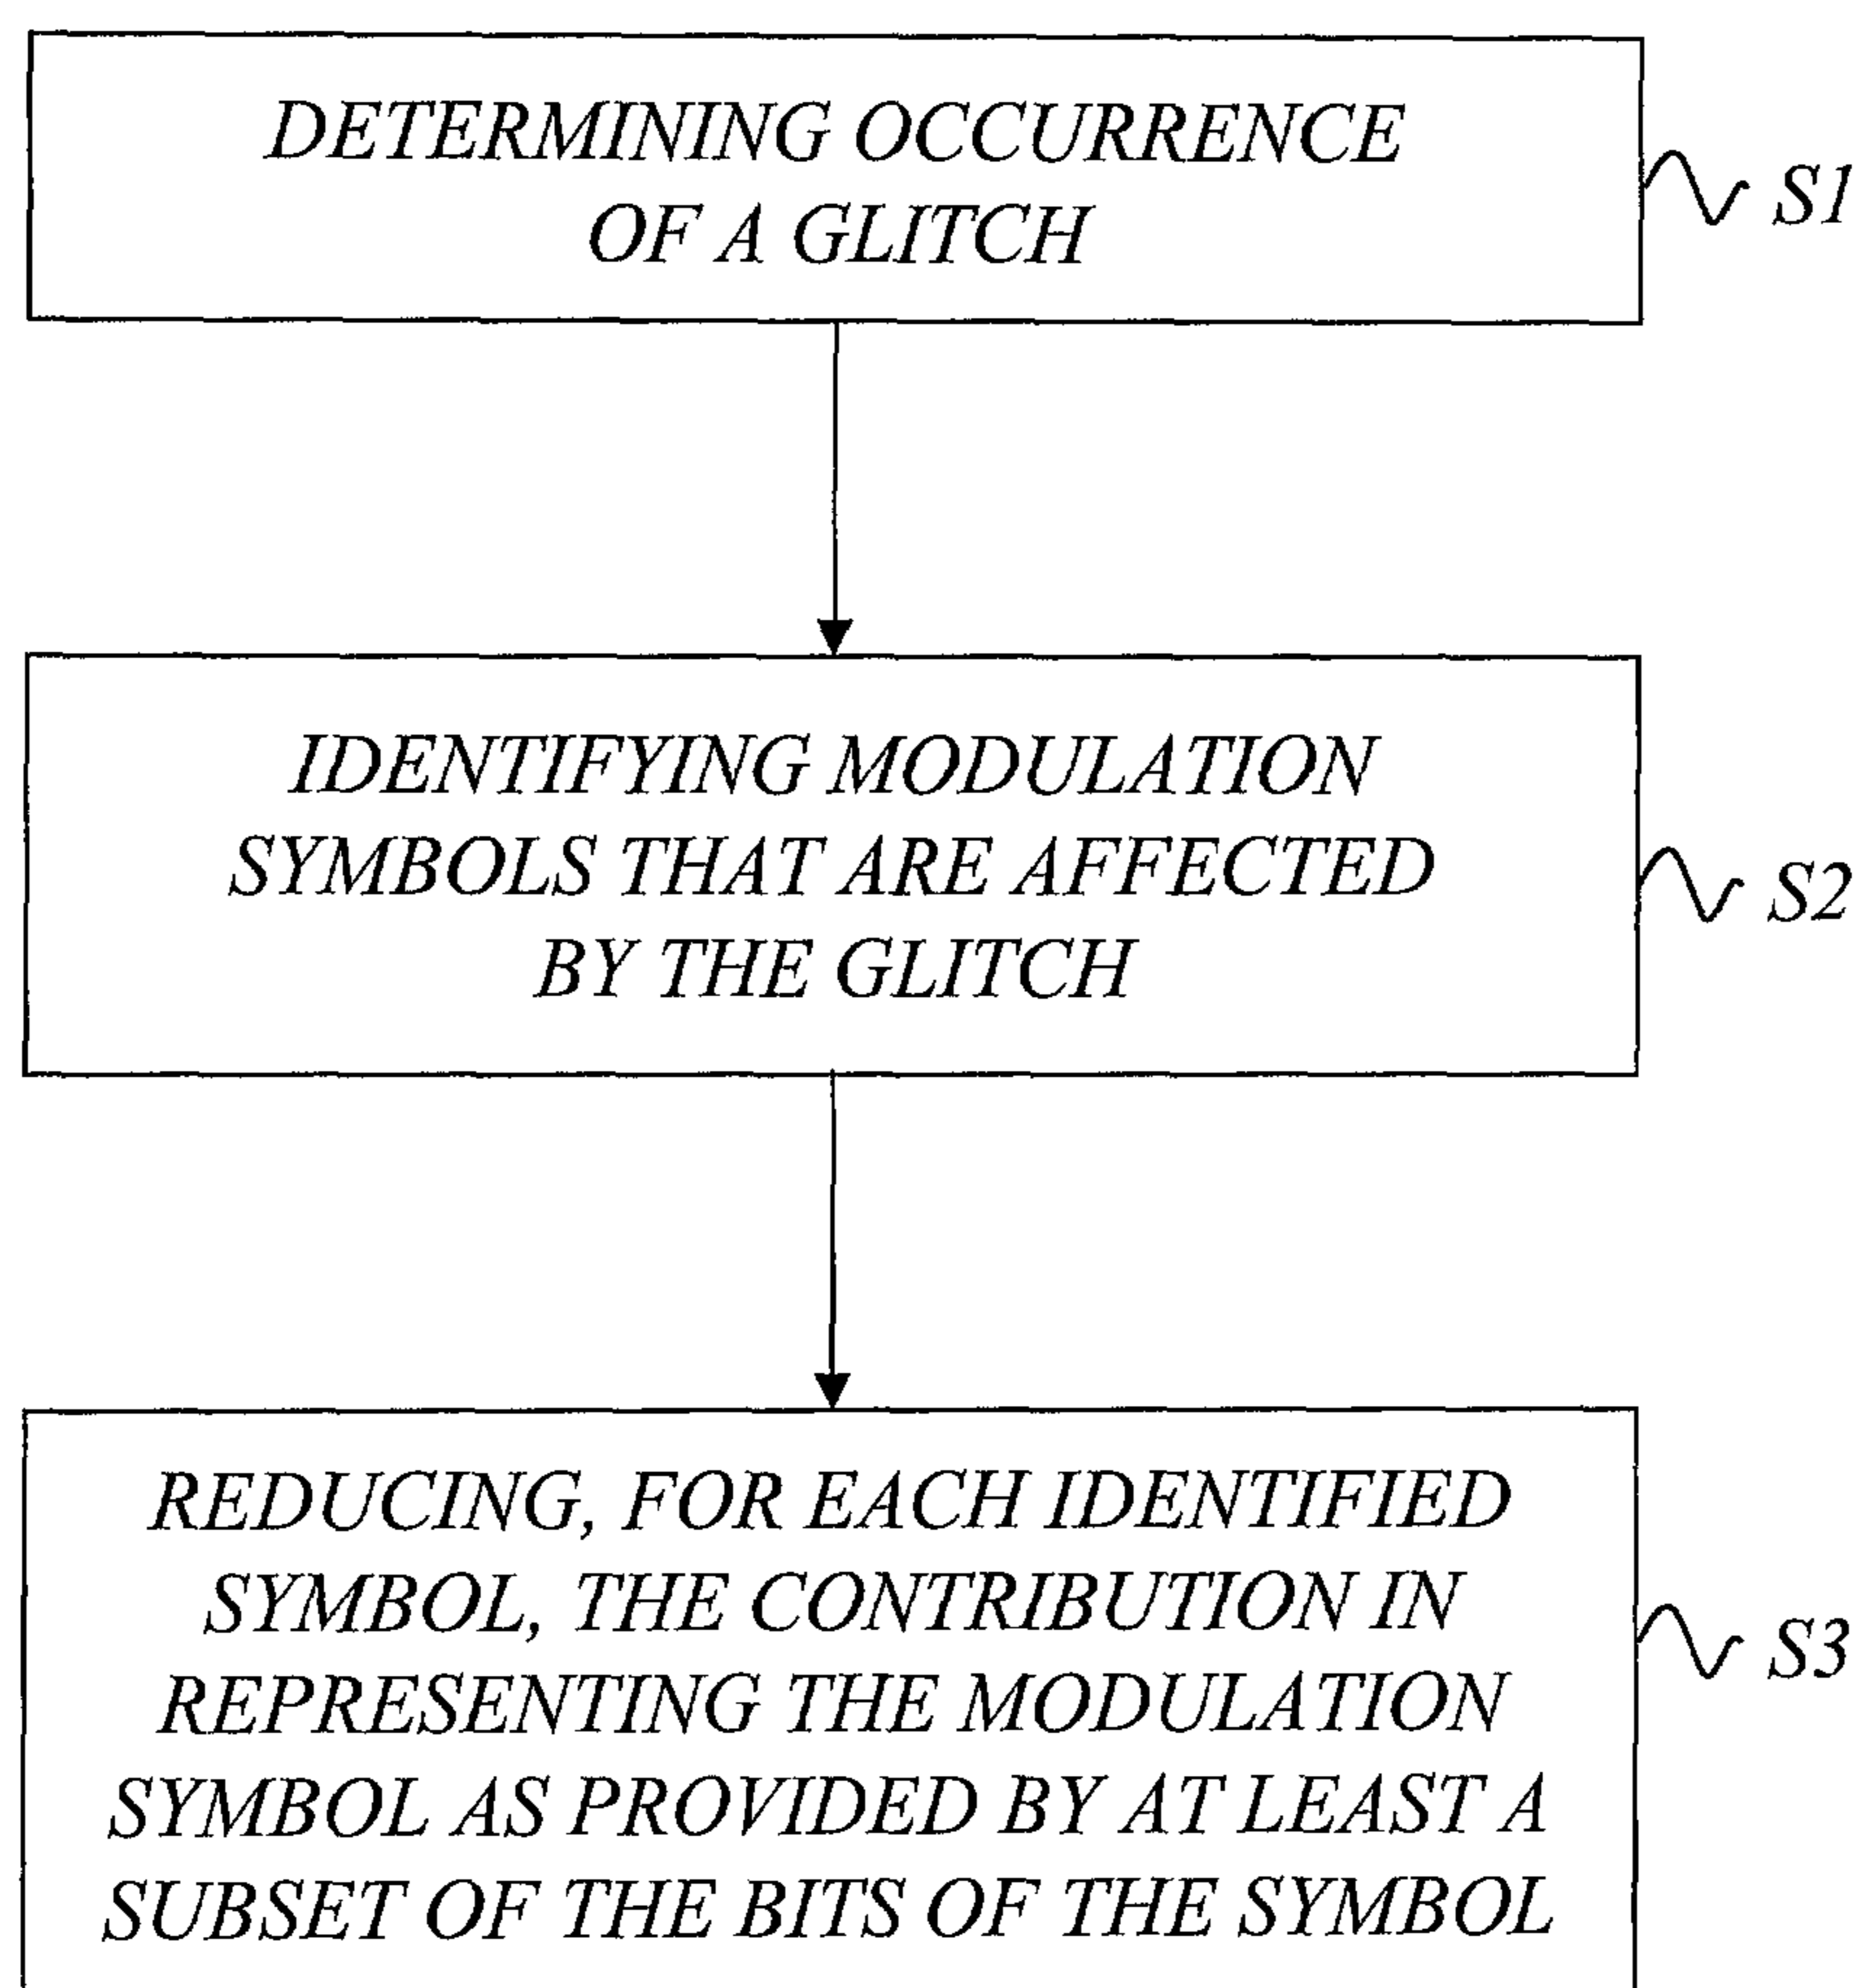 DETERMINING OCCURRENCE
OF A GLITCH
S1
IDENTIFYING MODULATION
SYMBOLS THAT ARE AFFECTED
BY THE GLITCH
S2
REDUCING, FOR EACH IDENTIFIED
SYMBOL, THE CONTRIBUTION IN
REPRESENTING THE MODULATION
SYMBOL AS PROVIDED BY AT LEAST A
SUBSET OF THE BITS OF THE SYMBOL
S3